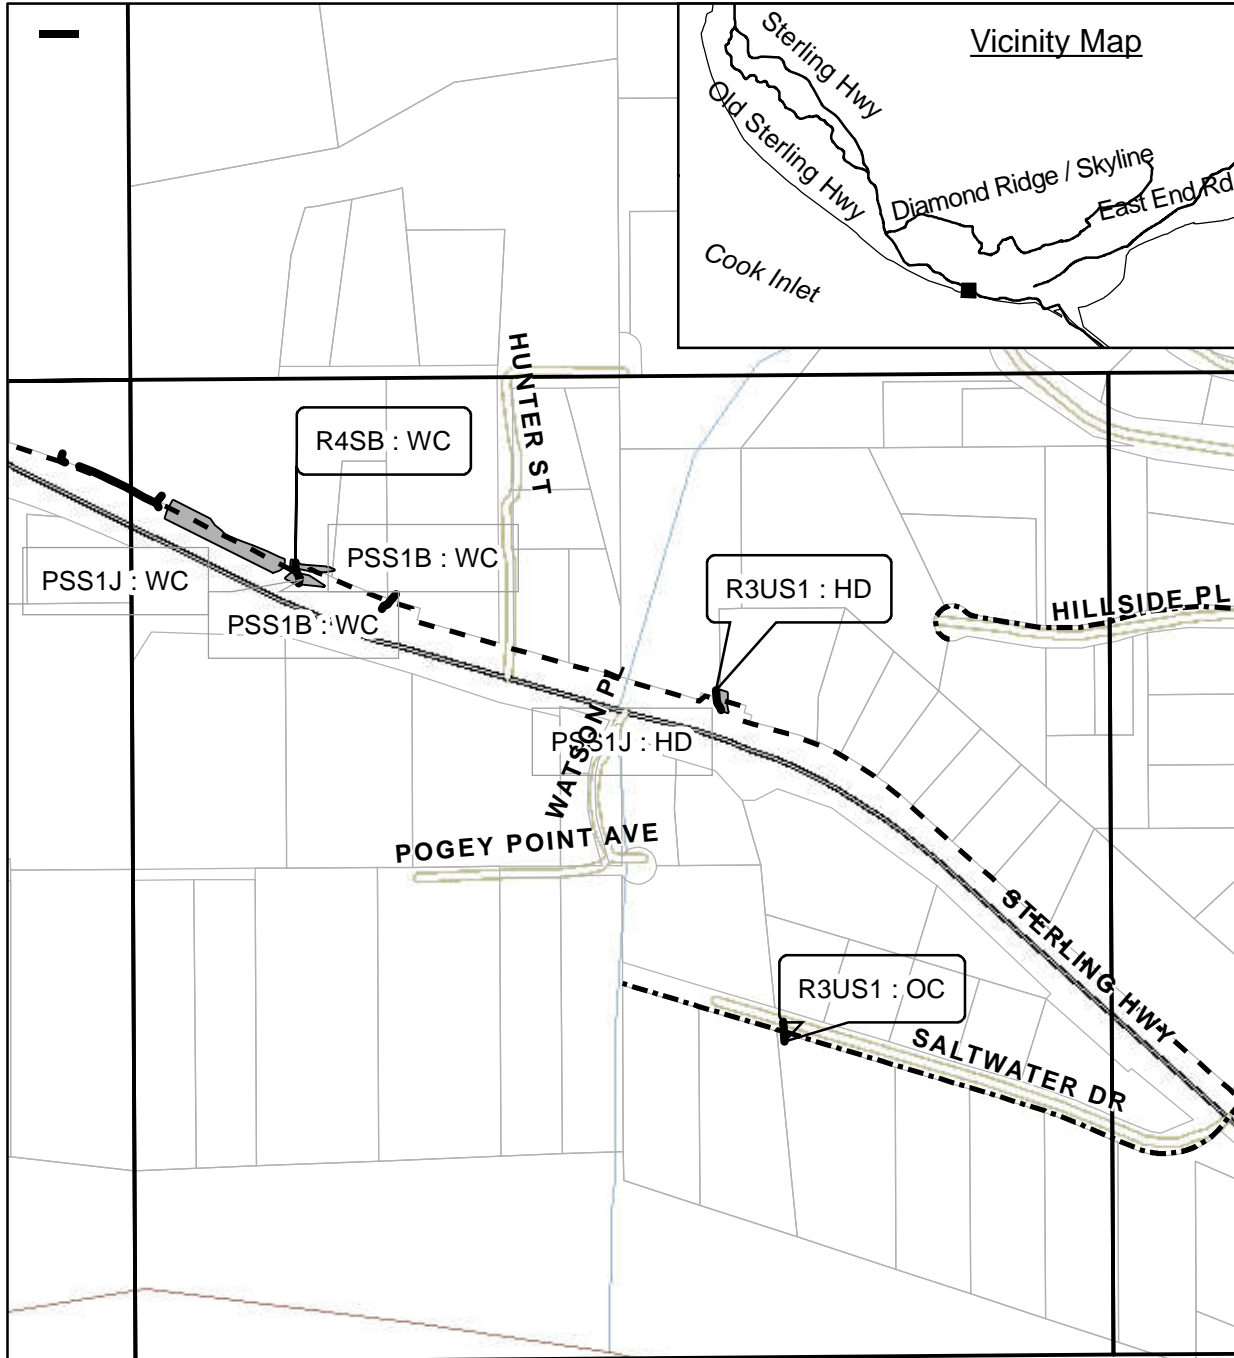 Vicinity Map
Sterling Hwy
Old Sterling Hwy
Diamond Ridge / Skyline
East End Rd
Cook Inlet
HUNTER ST
R4SB : WC
PSS1B : WC
PSS1J : WC
PSS1B : WC
R3US1 : HD
HILLSIDE PL
WATSON PL
PSS1J : HD
POGEY POINT AVE
STERLING HWY
R3US1 : OC
SALTWATER DR